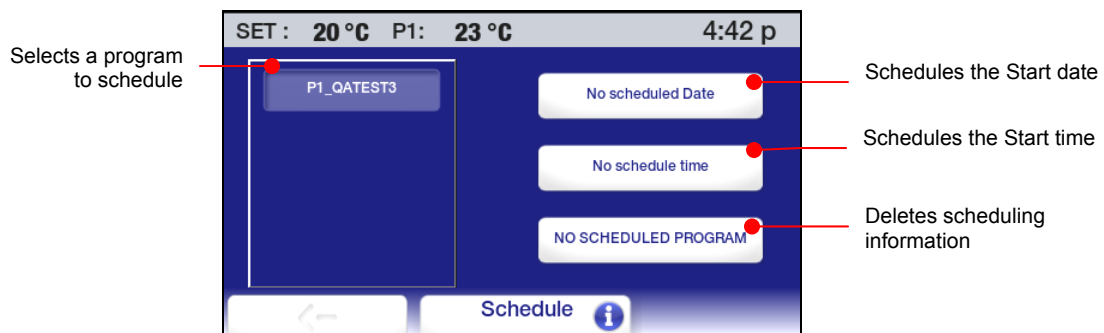 SET : 20 °C P1: 23 °C 4:42 p
Selects a program
to schedule
P1_QATEST3
No scheduled Date
Schedules the Start date
No schedule time
Schedules the Start time
NO SCHEDULED PROGRAM
Deletes scheduling
information
Schedule i